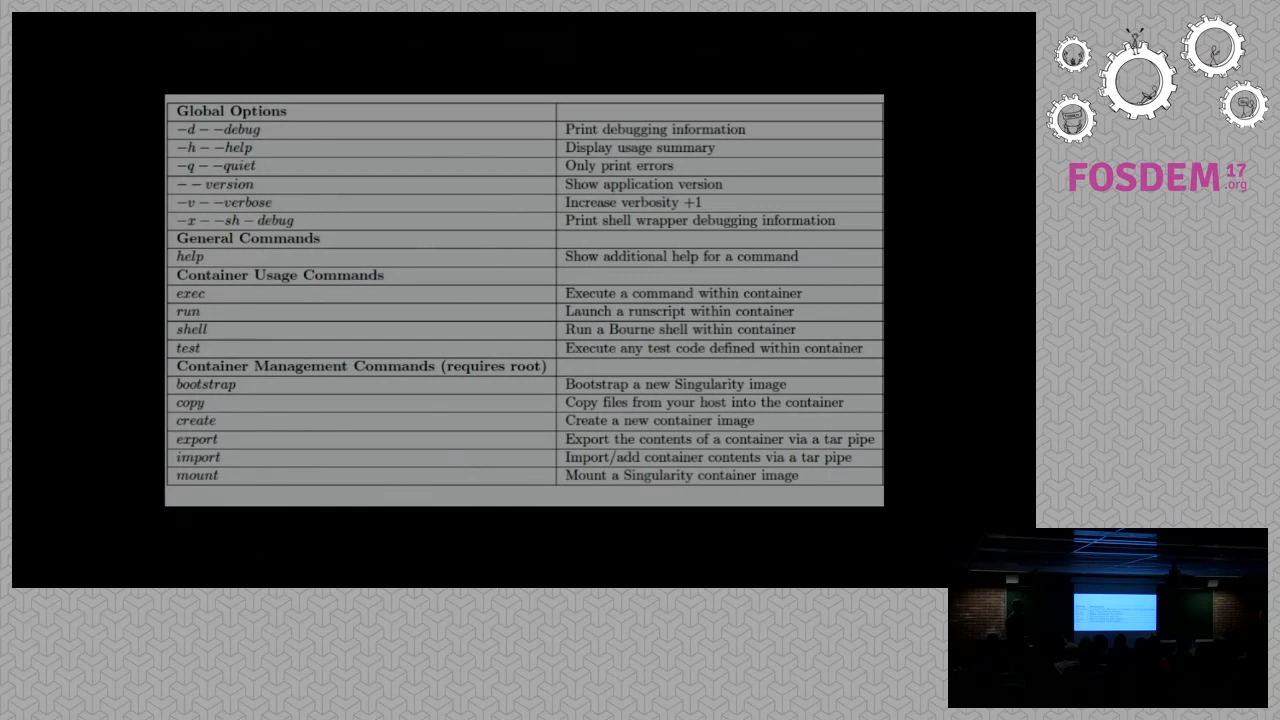 Global Options
−d − −debug Print debugging information
−h − −help Display usage summary
−q − −quiet Only print errors
− − version Show application version
−v − −verbose Increase verbosity +1
−x − −sh − debug Print shell wrapper debugging information
General Commands
help Show additional help for a command
Container Usage Commands
exec Execute a command within container
run Launch a runscript within container
shell Run a Bourne shell within container
test Execute any test code defined within container
Container Management Commands (requires root)
bootstrap Bootstrap a new Singularity image
copy Copy files from your host into the container
create Create a new container image
export Export the contents of a container via a tar pipe
import Import/add container contents via a tar pipe
mount Mount a Singularity container image
FOSDEM 17
.org